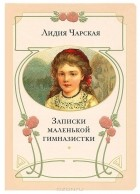 Лидия Чарская
Записки
маленькой
гимназистки